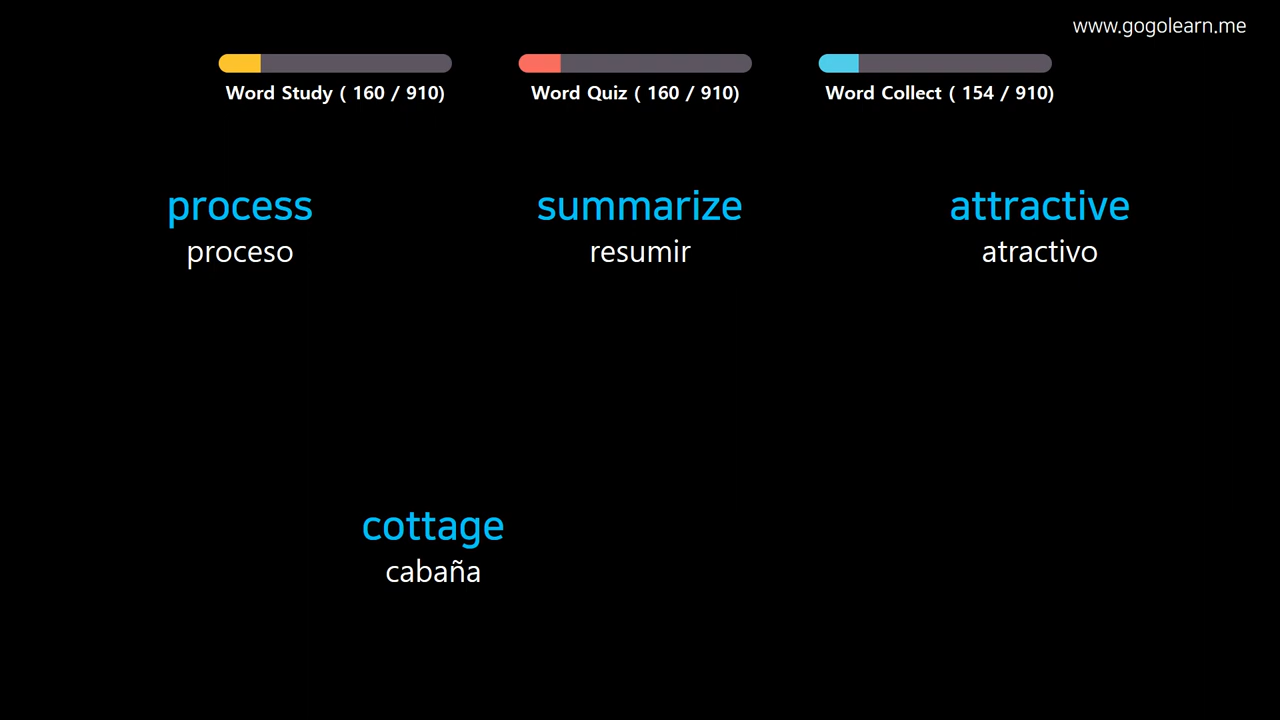 www.gogolearn.me
Word Study ( 160 / 910)
Word Quiz ( 160 / 910)
Word Collect ( 154 / 910)
process
proceso
summarize
resumir
attractive
atractivo
cottage
cabaña